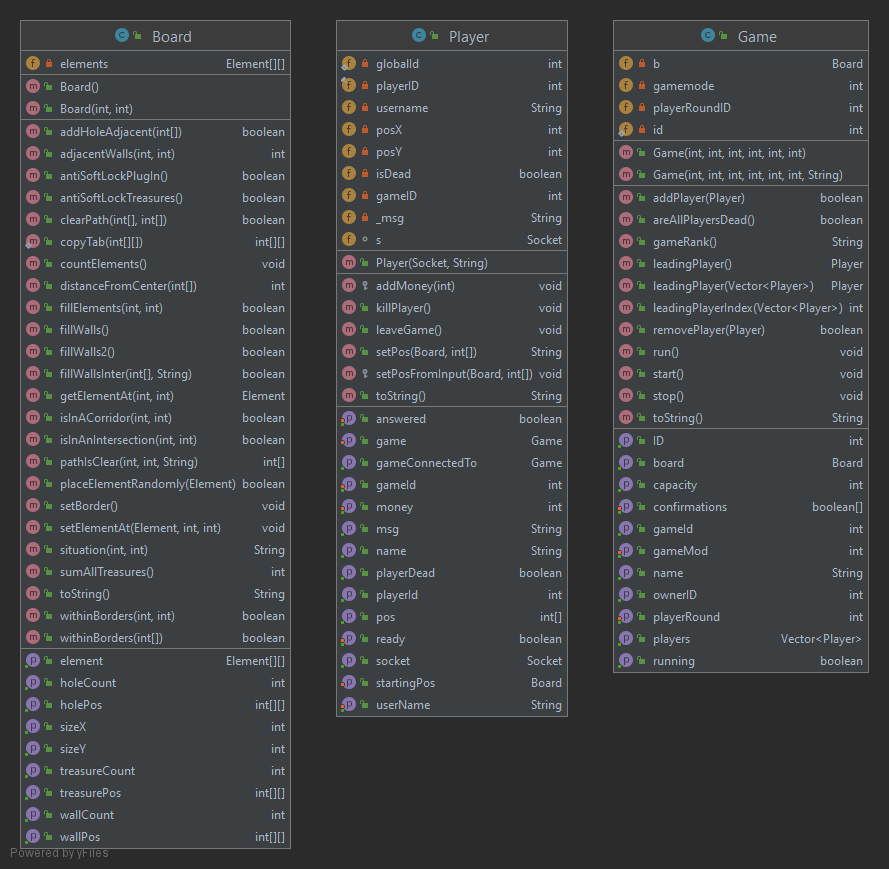 Board
elements Element[][]
Board()
Board(int, int)
addHoleAdjacent(int[]) boolean
adjacentWalls(int, int) int
antiSoftLockPlugIn() boolean
antiSoftLockTreasures() boolean
clearPath(int[], int[]) boolean
copyTab(int[][]) int[][]
countElements() void
distanceFromCenter(int[]) int
fillElements(int, int) boolean
fillWalls() boolean
fillWalls2() boolean
fillWallsInter(int[], String) boolean
getElementAt(int, int) Element
isInACorridor(int, int) boolean
isInAnIntersection(int, int) boolean
pathIsClear(int, int, String) int[]
placeElementRandomly(Element) boolean
setBorder() void
setElementAt(Element, int, int) void
situation(int, int) String
sumAllTreasures() int
toString() String
withinBorders(int, int) boolean
withinBorders(int[]) boolean
element Element[][]
holeCount int
holePos int[][]
sizeX int
sizeY int
treasureCount int
treasurePos int[][]
wallCount int
wallPos int[][]
Player
globalId int
playerID int
username String
posX int
posY int
isDead boolean
gameID int
_msg String
s Socket
Player(Socket, String)
addMoney(int) void
killPlayer() void
leaveGame() void
setPos(Board, int[]) String
setPosFromInput(Board, int[]) void
toString() String
answered boolean
game Game
gameConnectedTo Game
gameId int
money int
msg String
name String
playerDead boolean
playerId int
pos int[]
ready boolean
socket Socket
startingPos Board
userName String
Game
b Board
gamemode int
playerRoundID int
id int
Game(int, int, int, int, int, int)
Game(int, int, int, int, int, int, String)
addPlayer(Player) boolean
areAllPlayersDead() boolean
gameRank() String
leadingPlayer() Player
leadingPlayer(Vector<Player>) Player
leadingPlayerIndex(Vector<Player>) int
removePlayer(Player) boolean
run() void
start() void
stop() void
toString() String
ID int
board Board
capacity int
confirmations boolean[]
gameId int
gameMod int
name String
ownerID int
playerRound int
players Vector<Player>
running boolean
Powered by yFiles